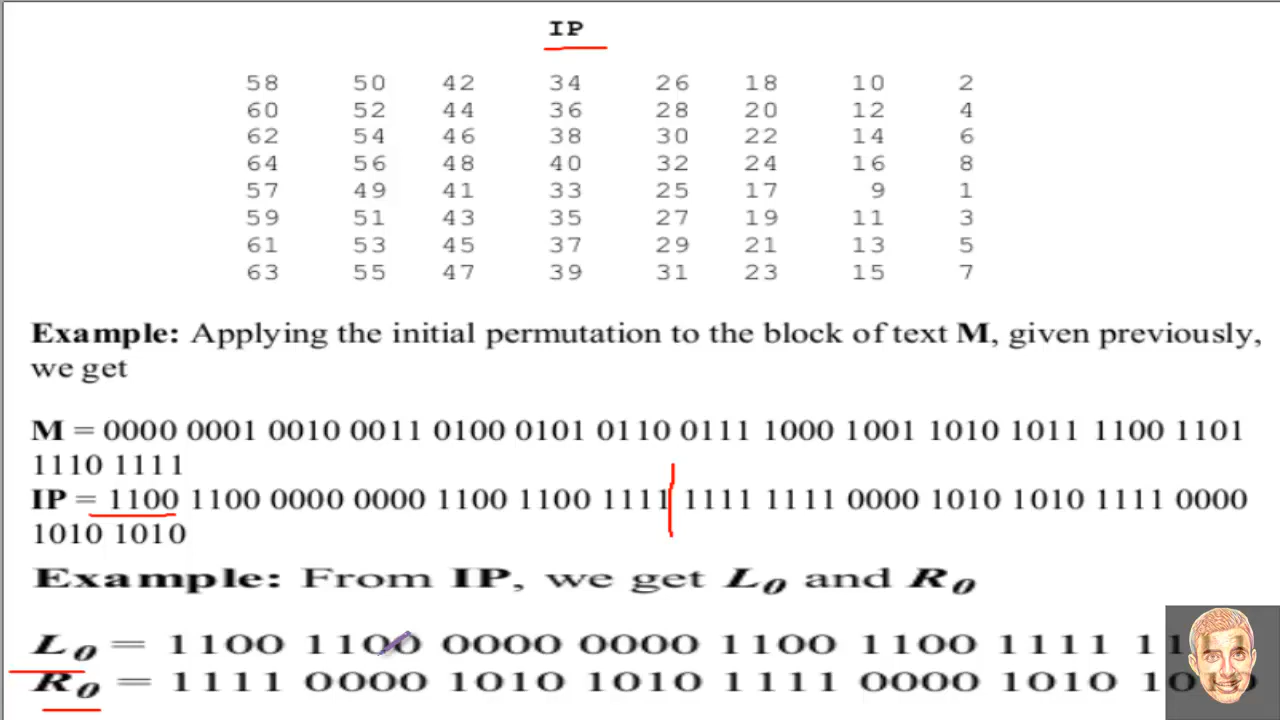 IP
58 50 42 34 26 18 10 2
60 52 44 36 28 20 12 4
62 54 46 38 30 22 14 6
64 56 48 40 32 24 16 8
57 49 41 33 25 17 9 1
59 51 43 35 27 19 11 3
61 53 45 37 29 21 13 5
63 55 47 39 31 23 15 7
Example: Applying the initial permutation to the block of text M, given previously,
we get
M = 0000 0001 0010 0011 0100 0101 0110 0111 1000 1001 1010 1011 1100 1101
1110 1111
IP = 1100 1100 0000 0000 1100 1100 1111 1111 1111 0000 1010 1010 1111 0000
1010 1010
Example: From IP, we get L0 and R0
L0 = 1100 1100 0000 0000 1100 1100 1111
R0 = 1111 0000 1010 1010 1111 0000 1010 1010